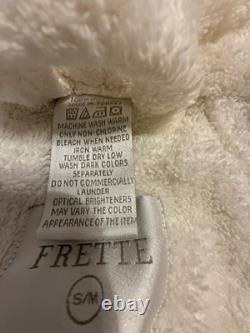 100%
MACHINE WASH WARM
ONLY NON-CHLORINE
BLEACH WHEN NEEDED
IRON WARM
TUMBLE DRY LOW
WASH DARK COLORS
SEPARATELY
DO NOT COMMERCIALLY
LAUNDER
OPTICAL BRIGHTENERS
MAY VARY THE COLOR
APPEARANCE OF THE ITEM
FRETTE
S/M